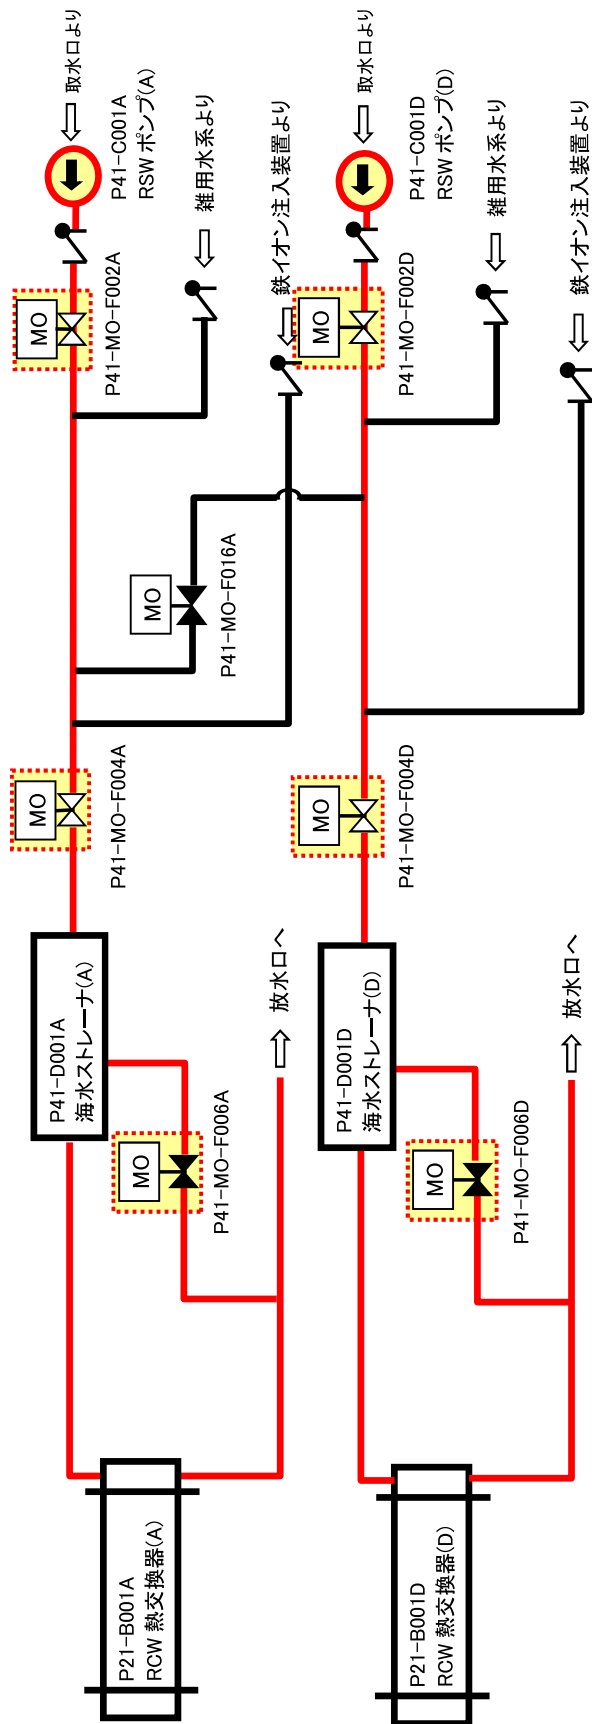 取水口より
P41-C001A
RSW ポンプ(A)
雑用水系より
鉄イオン注入装置より
MO
P41-MO-F002A
MO
P41-MO-F016A
MO
P41-MO-F004A
P41-D001A
海水ストレーナ(A)
放水口へ
MO
P41-MO-F006A
P21-B001A
RCW 熱交換器(A)
取水口より
P41-C001D
RSW ポンプ(D)
雑用水系より
鉄イオン注入装置より
MO
P41-MO-F002D
MO
P41-MO-F004D
P41-D001D
海水ストレーナ(D)
放水口へ
MO
P41-MO-F006D
P21-B001D
RCW 熱交換器(D)